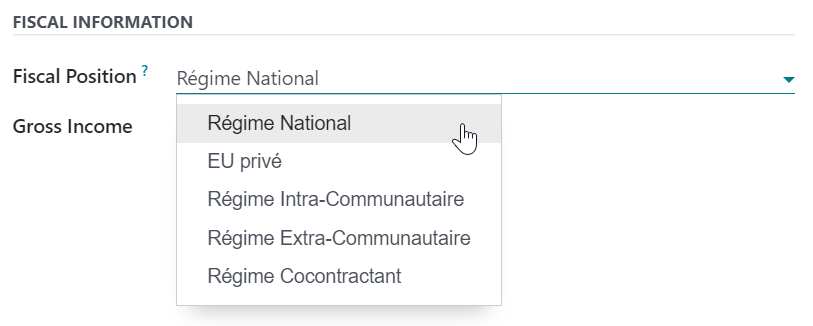 FISCAL INFORMATION
Fiscal Position ? Régime National
Gross Income
Régime National
EU privé
Régime Intra-Communautaire
Régime Extra-Communautaire
Régime Cocontractant